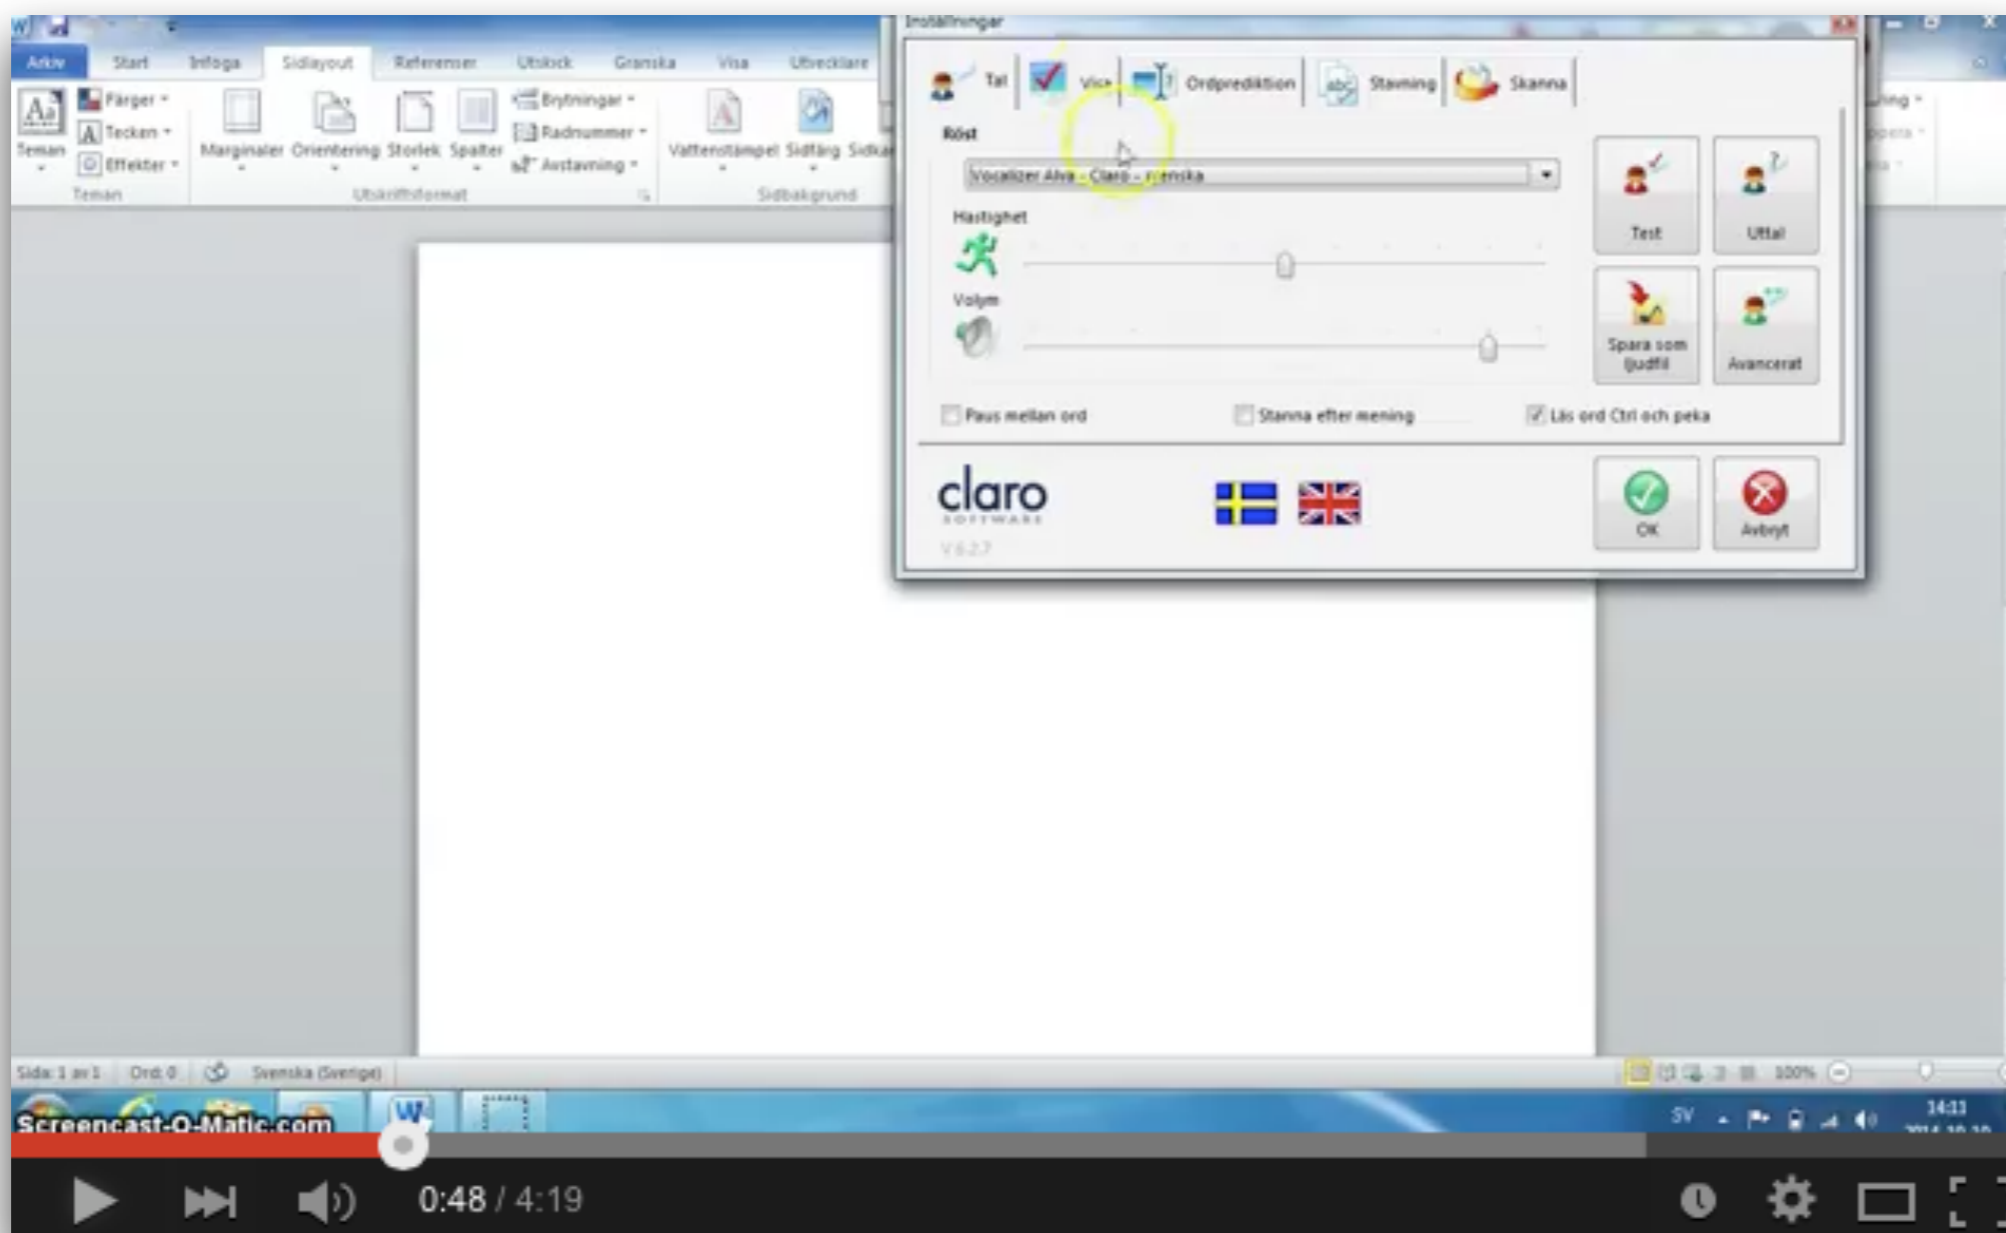 Inställningar
Arkiv Start Infoga Sidlayout Referenser Utskick Granska Visa Utvecklare
Tal Visa Ordprediktion Stavning Skanna
Färger
Tecken
Effekter
Teman
Marginaler Orientering Storlek Spalter
Brytningar
Radnummer
Avstavning
Vattenstämpel Sidfärg
Teman Utskriftsformat Sidbakgrund
Röst
Vocalizer Alva - Claro - svenska
Hastighet
Volym
Test Uttal
Spara som ljudfil
Avancerat
Paus mellan ord Stanna efter mening Läs ord Ctrl och peka
claro
SOFTWARE
V 6.2.7
OK Avbryt
Sida: 1 av 1 Ord: 0 Svenska (Sverige) 100%
Screencast-O-Matic.com
SV 14:11
0:48 / 4:19